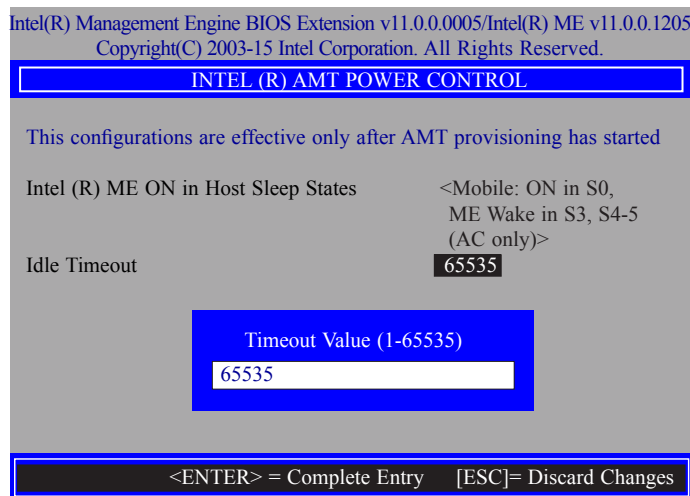 Intel(R) Management Engine BIOS Extension v11.0.0.0005/Intel(R) ME v11.0.0.1205
Copyright(C) 2003-15 Intel Corporation. All Rights Reserved.
INTEL (R) AMT POWER CONTROL
This configurations are effective only after AMT provisioning has started
Intel (R) ME ON in Host Sleep States <Mobile: ON in S0,
ME Wake in S3, S4-5
(AC only)>
Idle Timeout 65535
Timeout Value (1-65535)
65535
<ENTER> = Complete Entry [ESC]= Discard Changes